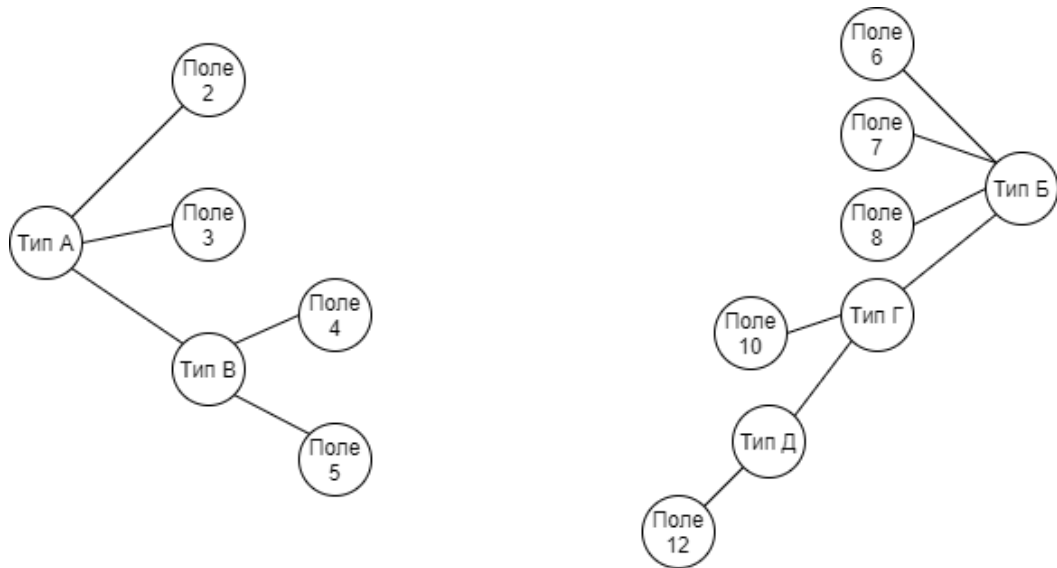 Поле
2
Поле
3
Тип А
Поле
4
Тип В
Поле
5
Поле
6
Поле
7
Тип Б
Поле
8
Тип Г
Поле
10
Тип Д
Поле
12